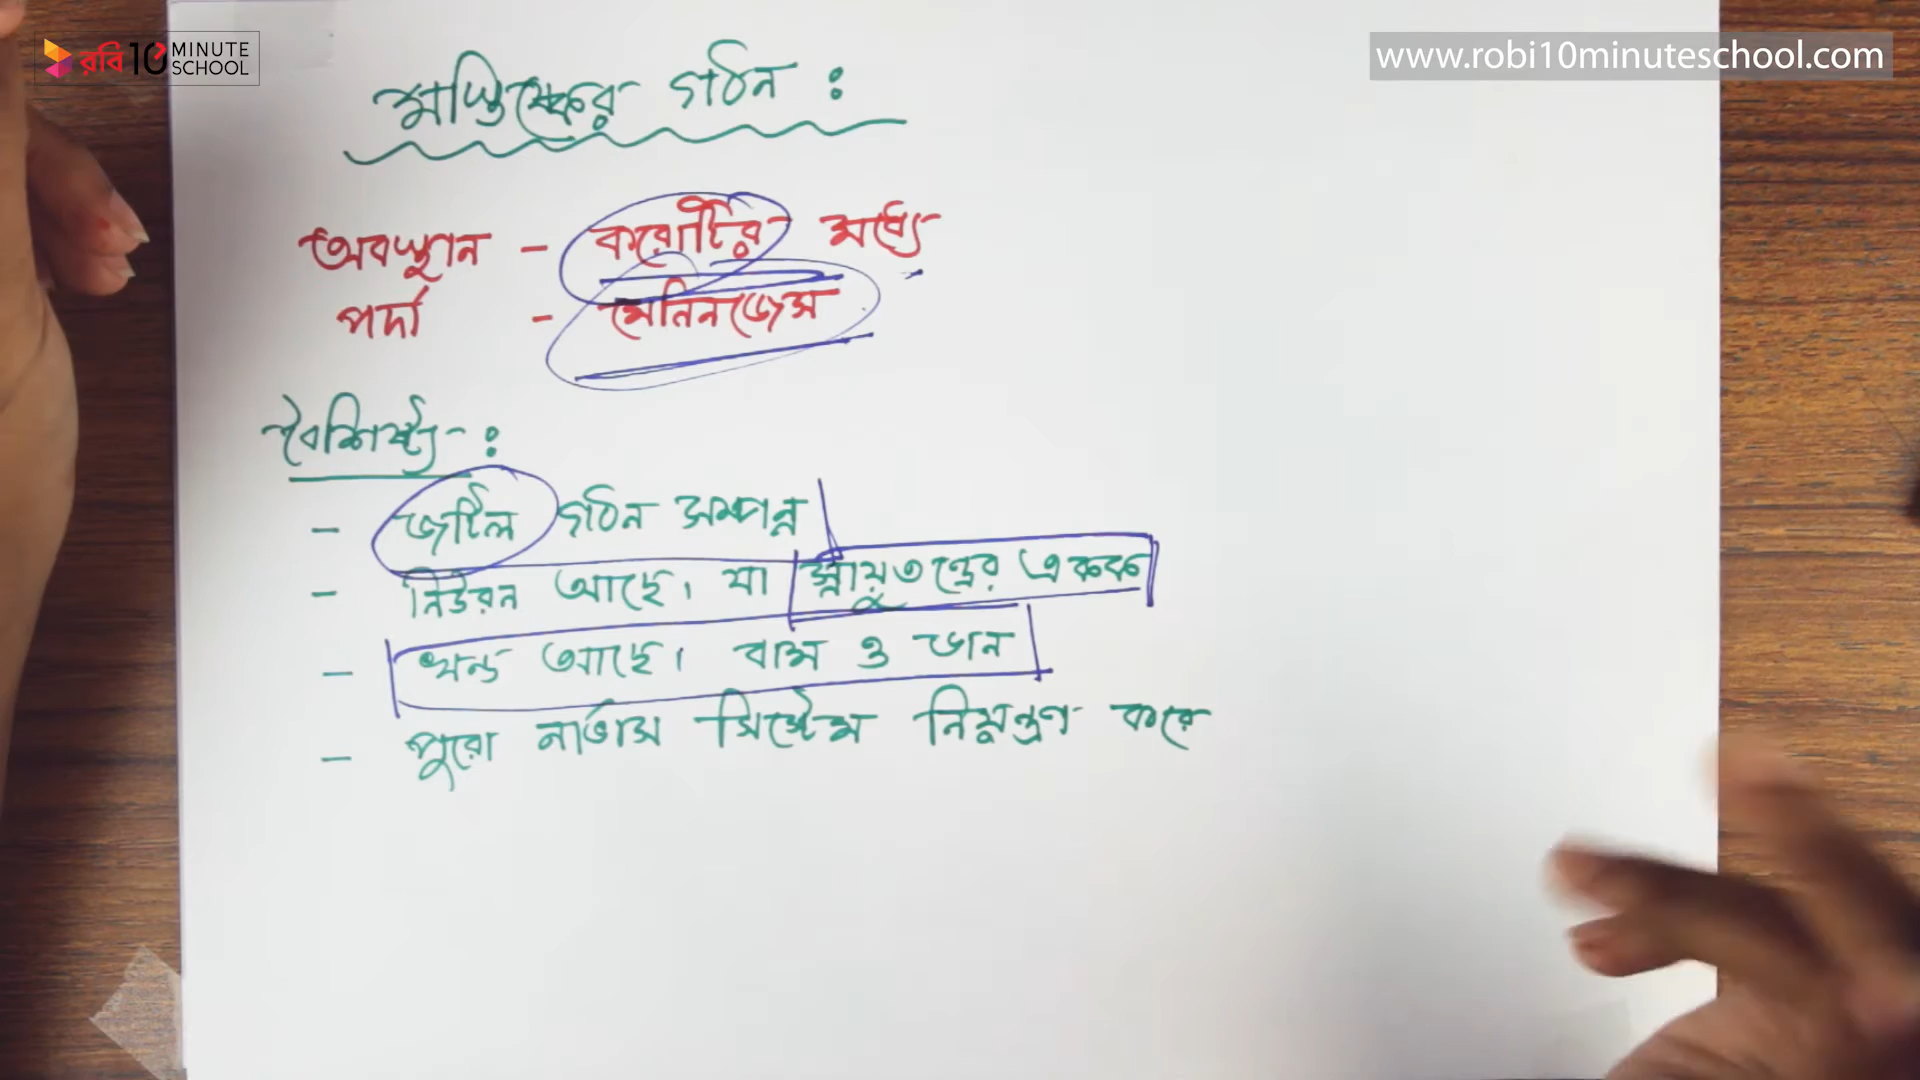 রবি 10 MINUTE SCHOOL
www.robi10minuteschool.com
মস্তিষ্কের গঠন :
অবস্থান - করোটির মধ্যে
পর্দা - মেনিনজেস
বৈশিষ্ট্য :
- জটিল গঠন সম্পন্ন
- নিউরন আছে। যা স্নায়ুতন্ত্রের একক
- খন্ড আছে। বাম ও ডান
- পুরো নার্ভাস সিস্টেম নিয়ন্ত্রণ করে